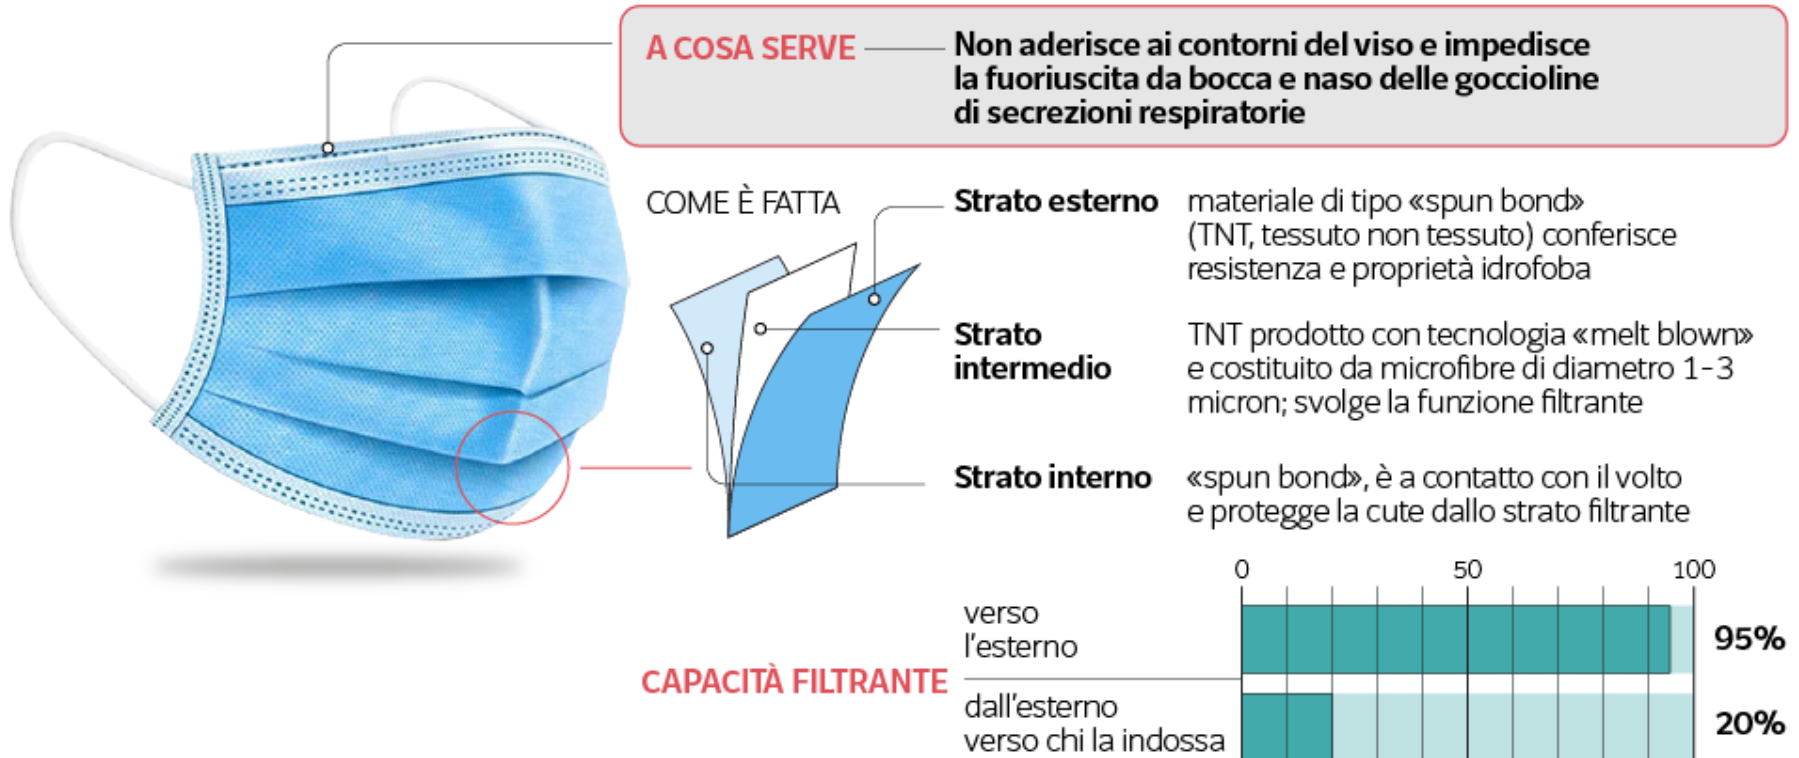 A COSA SERVE
Non aderisce ai contorni del viso e impedisce
la fuoriuscita da bocca e naso delle goccioline
di secrezioni respiratorie
COME È FATTA
Strato esterno
materiale di tipo «spun bond»
(TNT, tessuto non tessuto) conferisce
resistenza e proprietà idrofoba
Strato
intermedio
TNT prodotto con tecnologia «melt blown»
e costituito da microfibre di diametro 1-3
micron; svolge la funzione filtrante
Strato interno
«spun bond», è a contatto con il volto
e protegge la cute dallo strato filtrante
0 50 100
CAPACITÀ FILTRANTE
verso
l'esterno
95%
dall'esterno
verso chi la indossa
20%